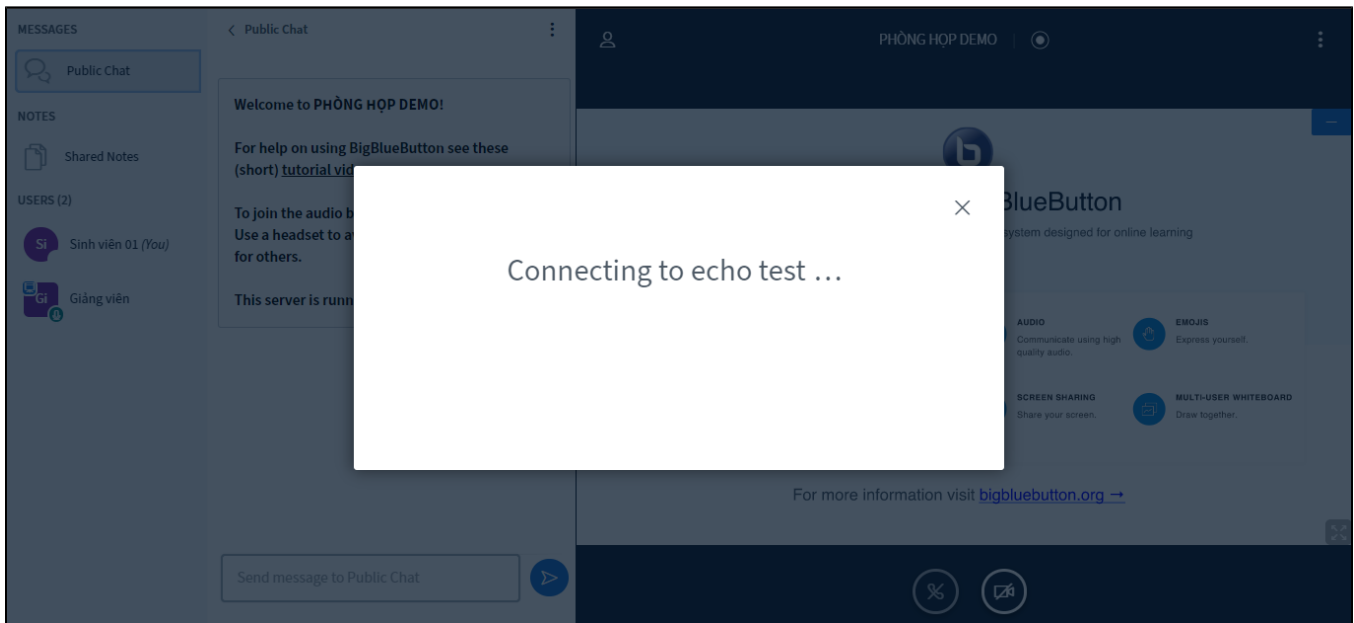 MESSAGES
Public Chat
NOTES
Shared Notes
USERS (2)
Si Sinh viên 01 (You)
Gi Giảng viên
Public Chat
Welcome to PHÒNG HỌP DEMO!
For help on using BigBlueButton see these
(short) tutorial vid
To join the audio b
Use a headset to a
for others.
This server is runn
Send message to Public Chat
PHÒNG HỌP DEMO
b
BlueButton
system designed for online learning
AUDIO
Communicate using high
quality audio.
EMOJIS
Express yourself.
SCREEN SHARING
Share your screen.
MULTI-USER WHITEBOARD
Draw together.
For more information visit bigbluebutton.org →
Connecting to echo test ...